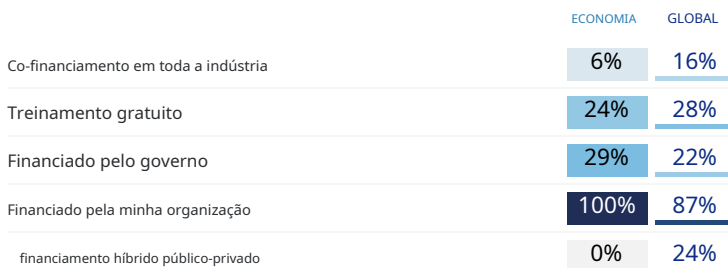 ECONOMIA GLOBAL
Co-financiamento em toda a indústria 6% 16%
Treinamento gratuito 24% 28%
Financiado pelo governo 29% 22%
Financiado pela minha organização 100% 87%
financiamento híbrido público-privado 0% 24%